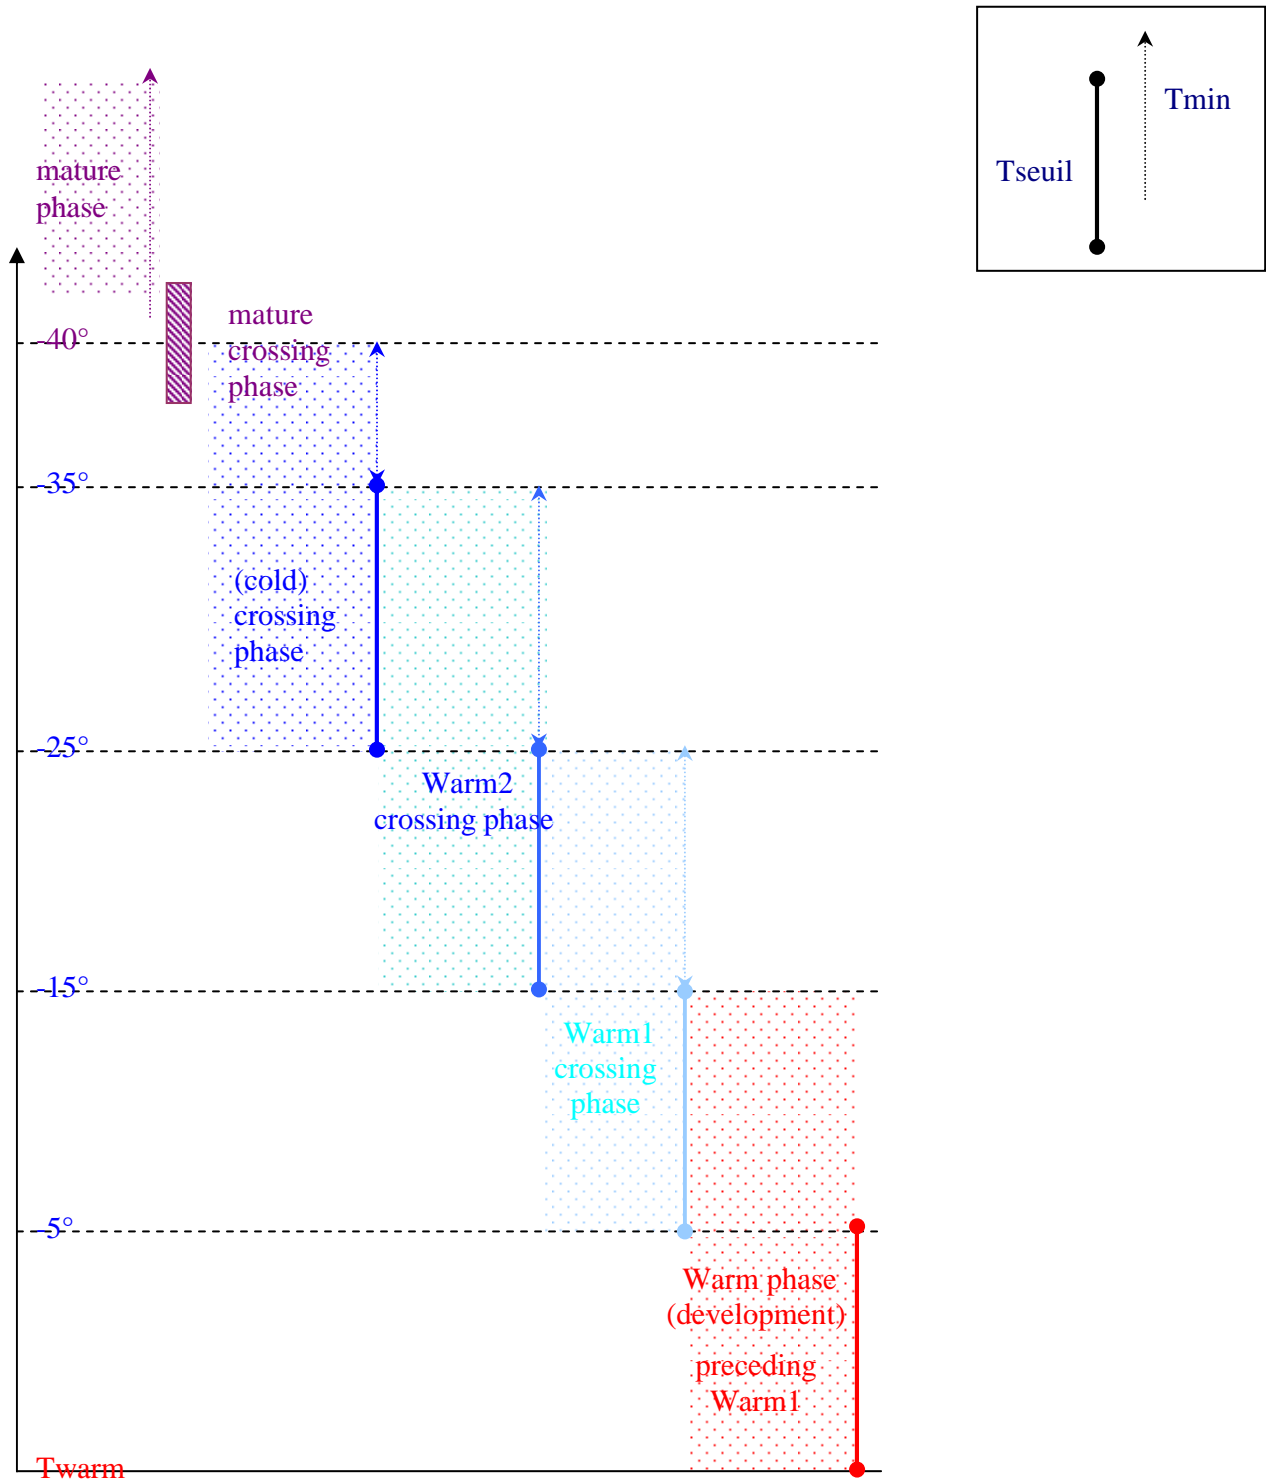 Tmin
Tseuil
mature
phase
mature
-40°
crossing
phase
-35°
(cold)
crossing
phase
-25°
Warm2
crossing phase
-15°
Warm1
crossing
phase
-5°
Warm phase
(development)
preceding
Warm1
Twarm